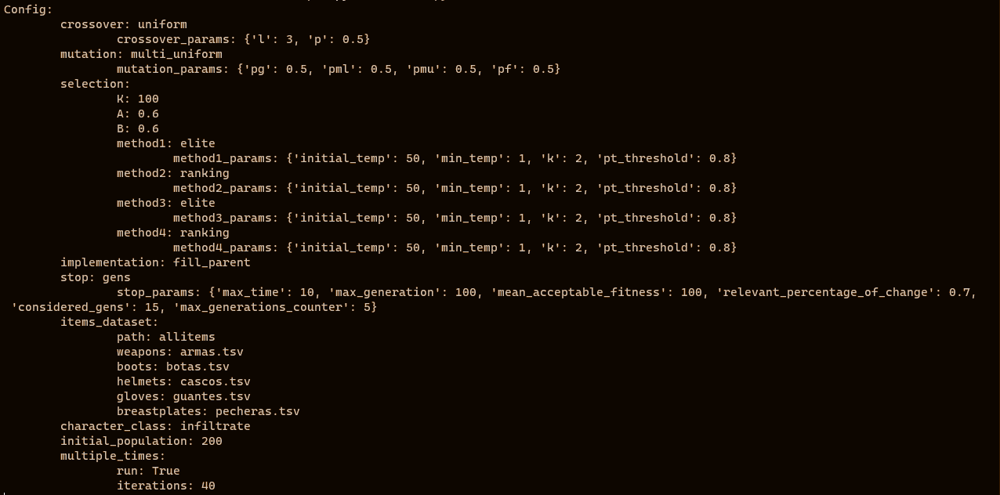 Config:
crossover: uniform
crossover_params: {'l': 3, 'p': 0.5}
mutation: multi_uniform
mutation_params: {'pg': 0.5, 'pml': 0.5, 'pmu': 0.5, 'pf': 0.5}
selection:
K: 100
A: 0.6
B: 0.6
method1: elite
method1_params: {'initial_temp': 50, 'min_temp': 1, 'k': 2, 'pt_threshold': 0.8}
method2: ranking
method2_params: {'initial_temp': 50, 'min_temp': 1, 'k': 2, 'pt_threshold': 0.8}
method3: elite
method3_params: {'initial_temp': 50, 'min_temp': 1, 'k': 2, 'pt_threshold': 0.8}
method4: ranking
method4_params: {'initial_temp': 50, 'min_temp': 1, 'k': 2, 'pt_threshold': 0.8}
implementation: fill_parent
stop: gens
stop_params: {'max_time': 10, 'max_generation': 100, 'mean_acceptable_fitness': 100, 'relevant_percentage_of_change': 0.7,
'considered_gens': 15, 'max_generations_counter': 5}
items_dataset:
path: allitems
weapons: armas.tsv
boots: botas.tsv
helmets: cascos.tsv
gloves: guantes.tsv
breastplates: pecheras.tsv
character_class: infiltrate
initial_population: 200
multiple_times:
run: True
iterations: 40